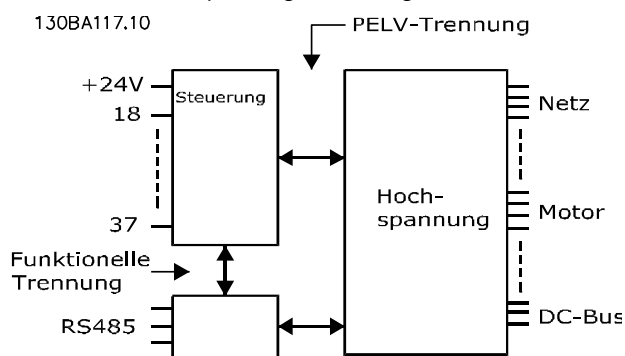 130BA117.10
PELV-Trennung
+24V
Steuerung
18
Netz
Hoch-
spannung
Motor
37
Funktionelle
Trennung
RS485
DC-Bus